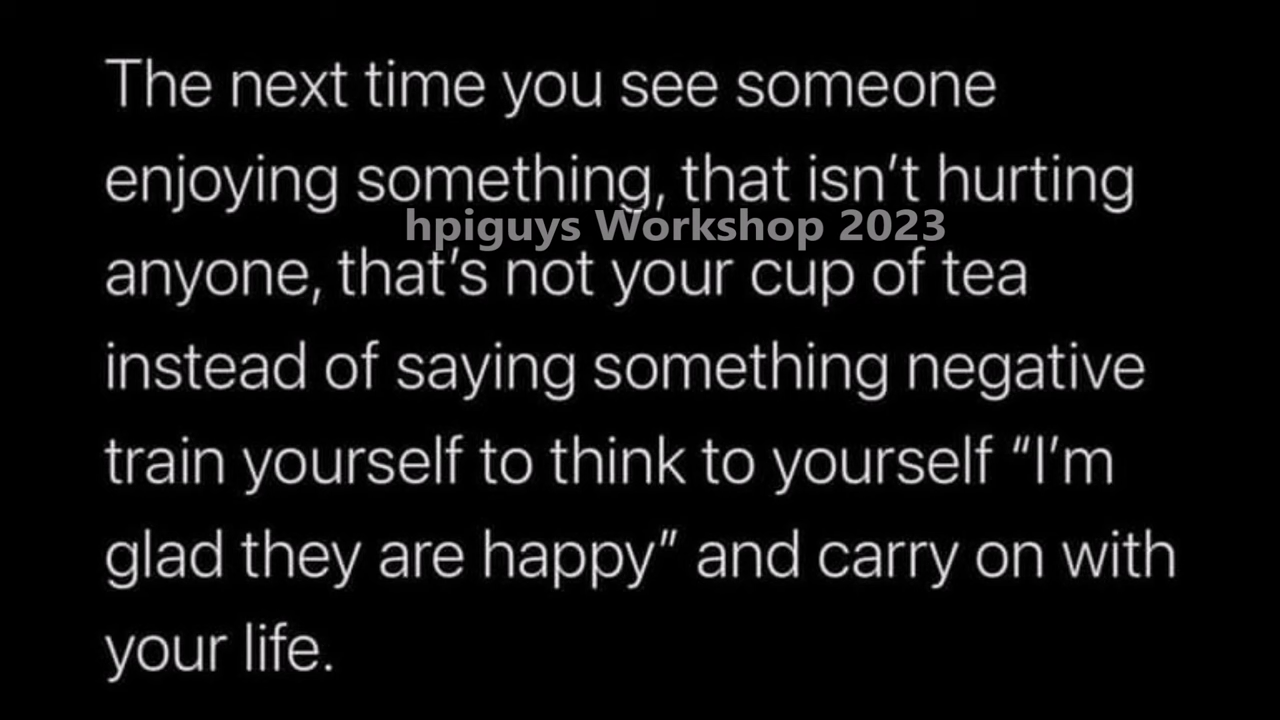 The next time you see someone
enjoying something, that isn’t hurting
hpiguys Workshop 2023
anyone, that’s not your cup of tea
instead of saying something negative
train yourself to think to yourself “I’m
glad they are happy” and carry on with
your life.